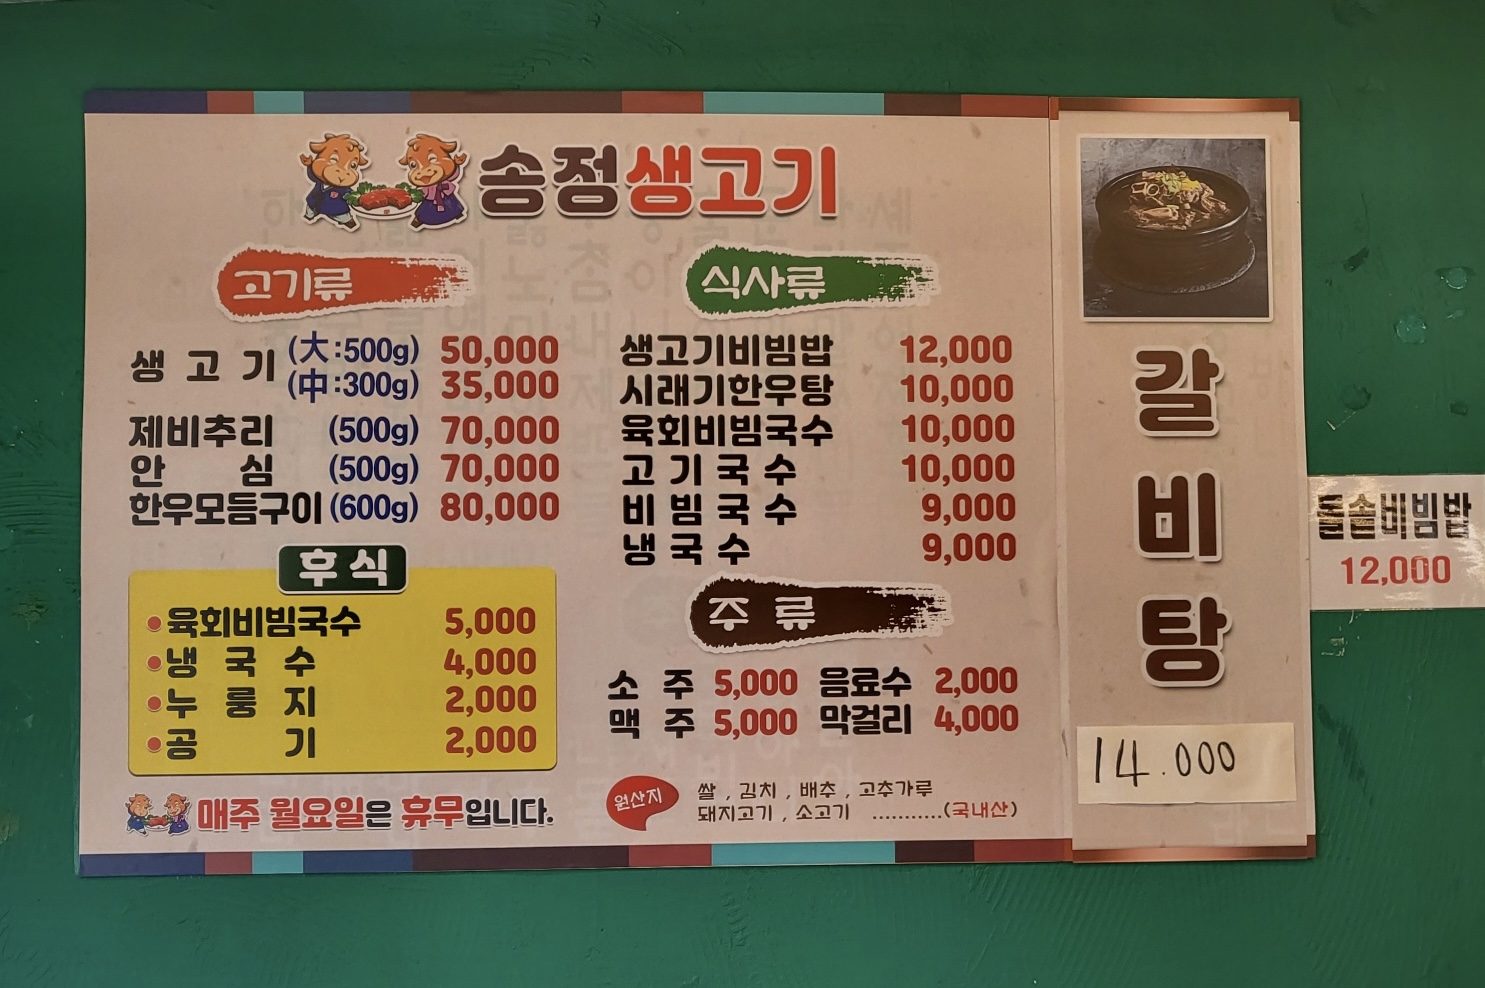 송정생고기
고기류
생 고 기 (大:500g) 50,000
(中:300g) 35,000
제비추리 (500g) 70,000
안 심 (500g) 70,000
한우모듬구이 (600g) 80,000
후식
•육회비빔국수 5,000
•냉 국 수 4,000
•누 룽 지 2,000
•공 기 2,000
매주 월요일은 휴무입니다.
식사류
생고기비빔밥 12,000
시래기한우탕 10,000
육회비빔국수 10,000
고 기 국 수 10,000
비 빔 국 수 9,000
냉 국 수 9,000
주 류
소 주 5,000 음료수 2,000
맥 주 5,000 막걸리 4,000
원산지
쌀 , 김치 , 배추 , 고추가루
돼지고기 , 소고기 ...........(국내산)
갈
비
탕
14.000
돌솥비빔밥
12,000